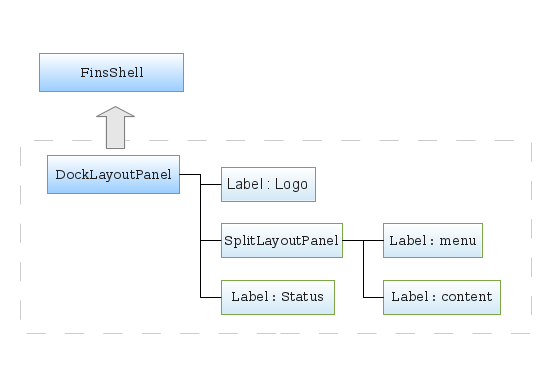 FinsShell
DockLayoutPanel
Label : Logo
SplitLayoutPanel
Label : menu
Label : Status
Label : content